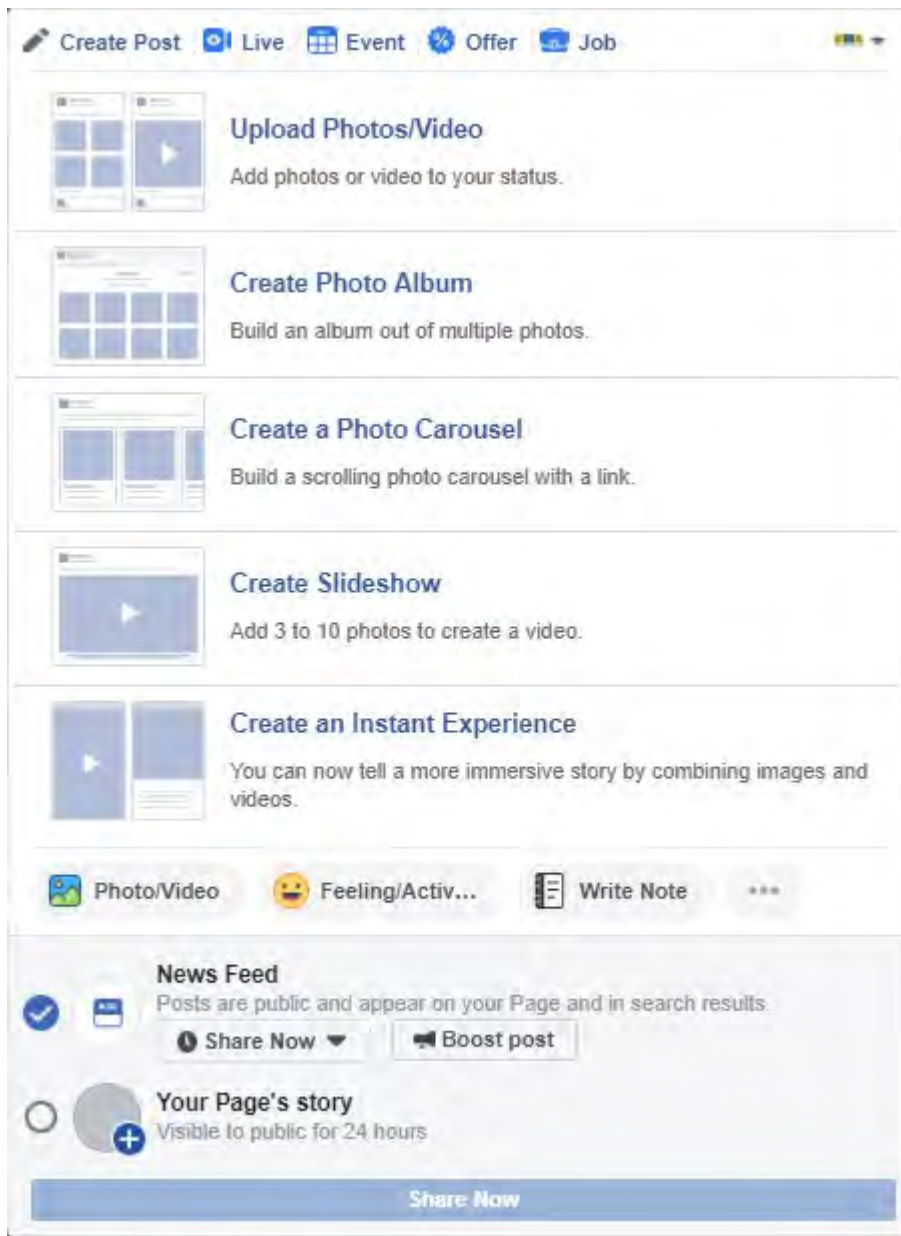 Create Post Live Event Offer Job
Upload Photos/Video
Add photos or video to your status.
Create Photo Album
Build an album out of multiple photos.
Create a Photo Carousel
Build a scrolling photo carousel with a link.
Create Slideshow
Add 3 to 10 photos to create a video.
Create an Instant Experience
You can now tell a more immersive story by combining images and
videos.
Photo/Video Feeling/Activ... Write Note
News Feed
Posts are public and appear on your Page and in search results
Share Now Boost post
Your Page's story
Visible to public for 24 hours
Share Now